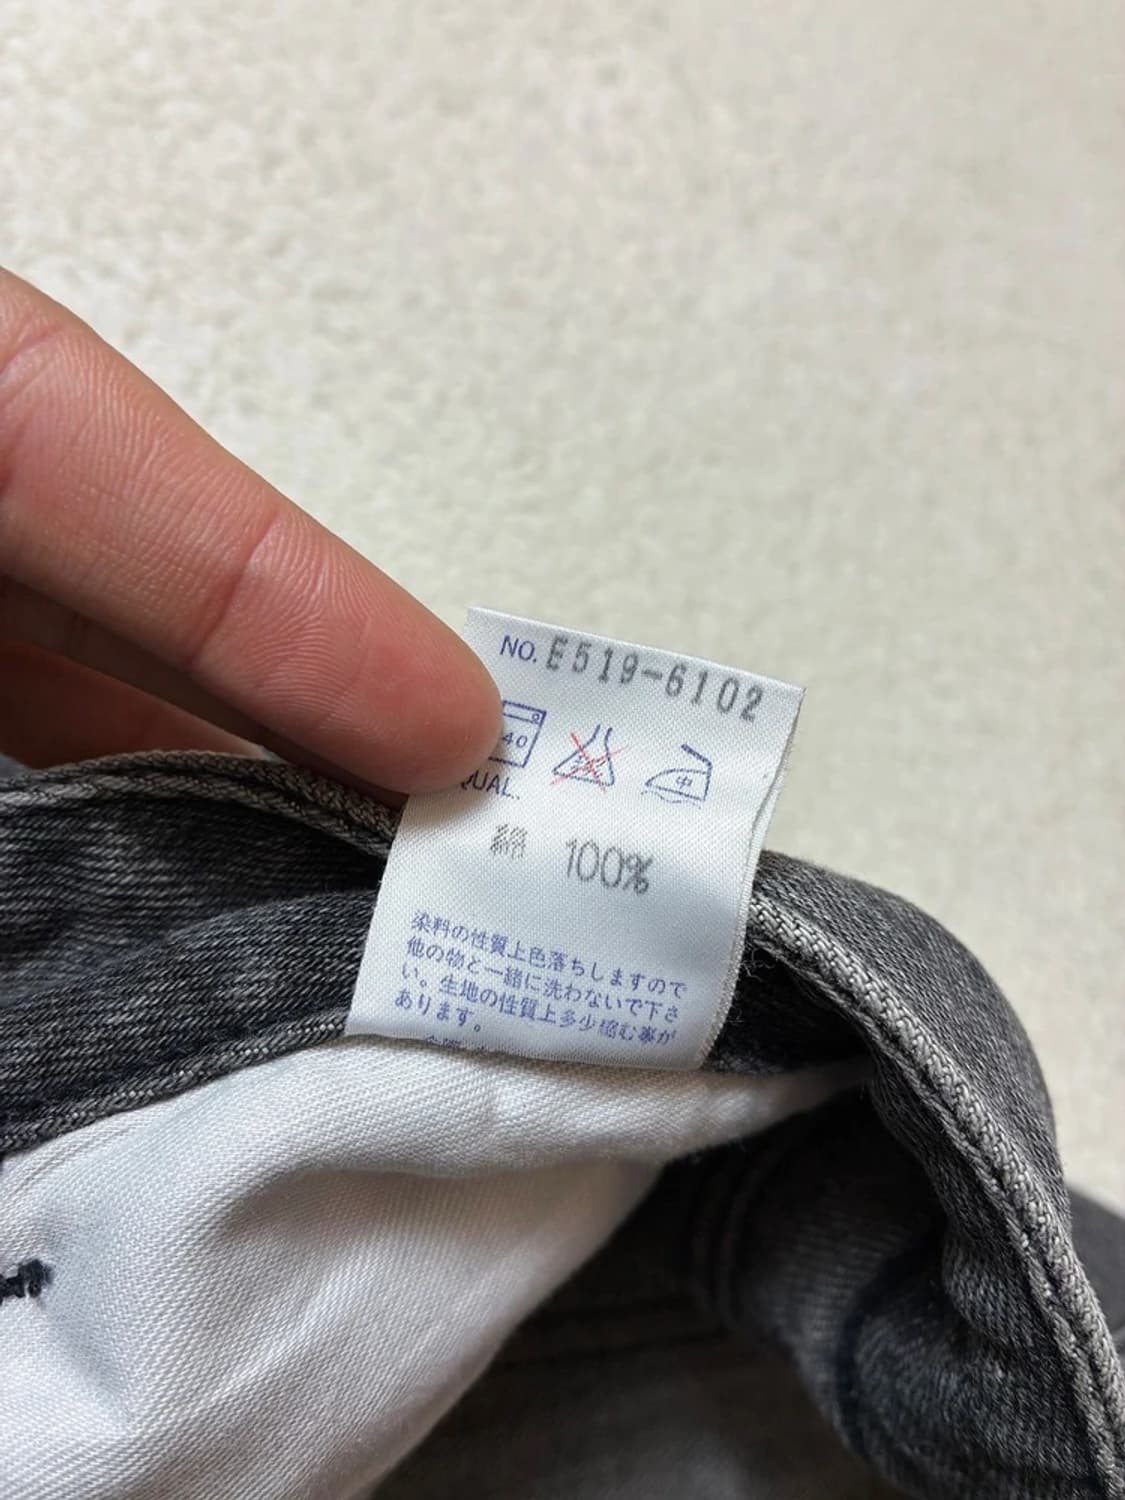 NO. E519-6102
40
中
QUAL.
綿 100%
染料の性質上色落ちしますので
他の物と一緒に洗わないで下さ
い。生地の性質上多少縮む事が
あります。